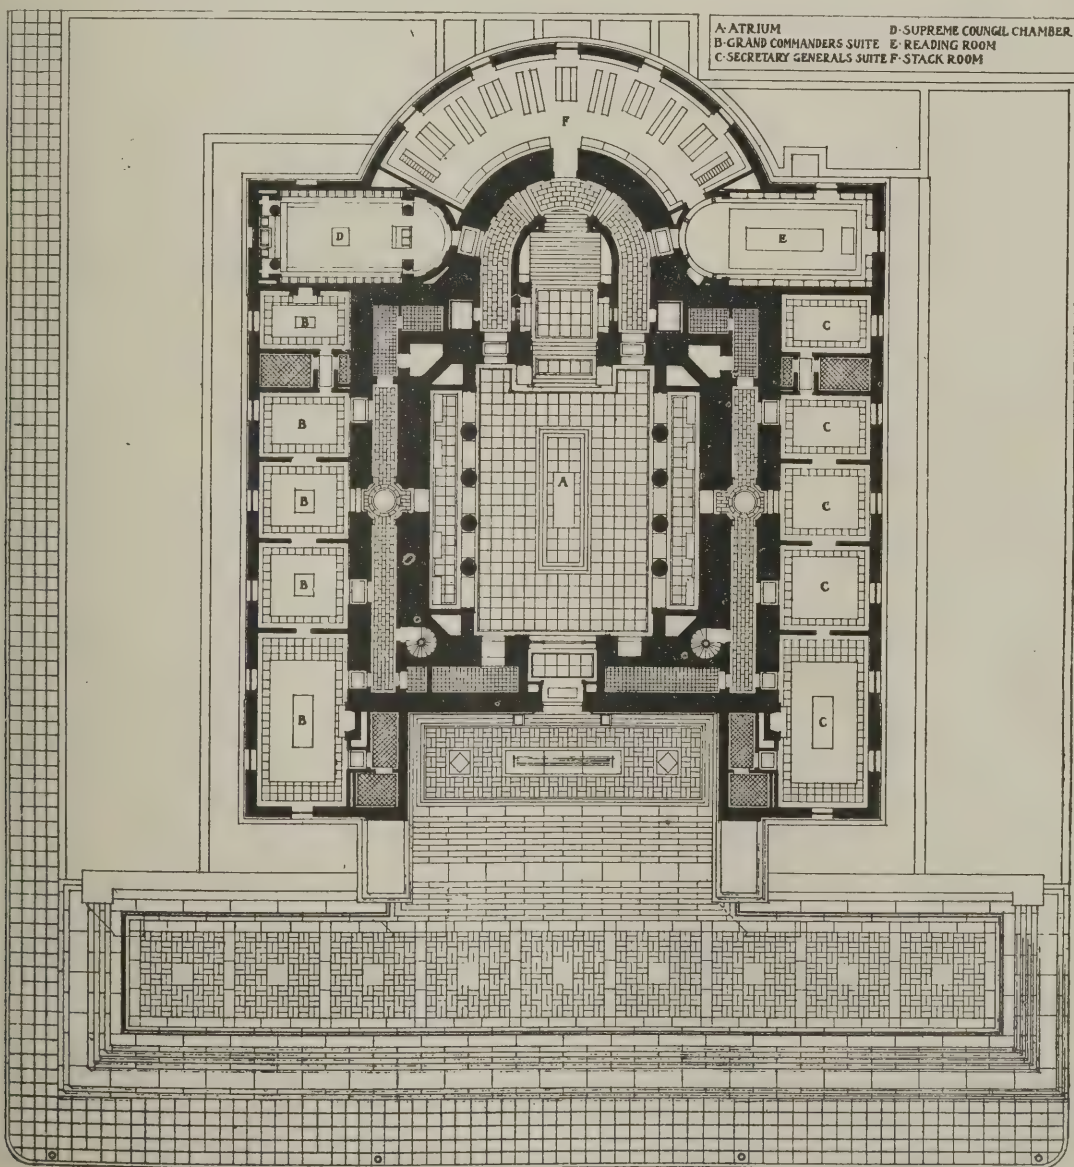 A·ATRIUM D·SUPREME COUNCIL CHAMBER
B·GRAND COMMANDERS SUITE E·READING ROOM
C·SECRETARY GENERALS SUITE F·STACK ROOM
F
D
E
B
C
B
C
A
B
C
B
C
B
C